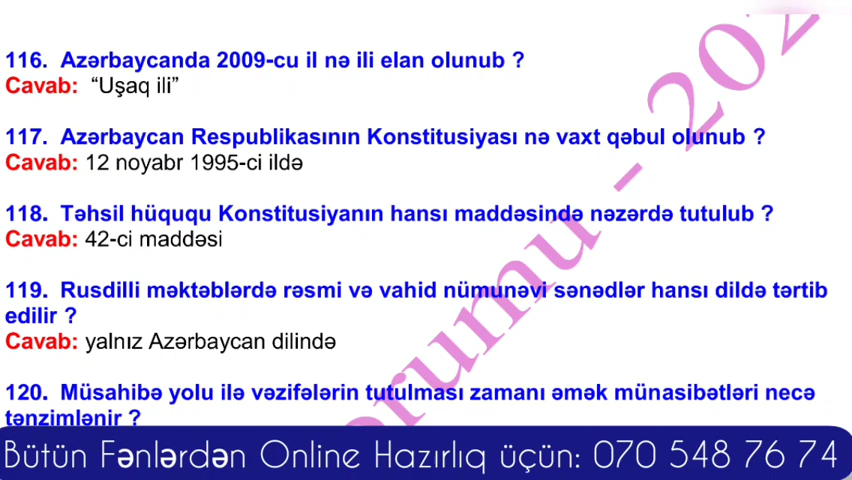 116. Azərbaycanda 2009-cu il nə ili elan olunub ?
Cavab: “Uşaq ili”
117. Azərbaycan Respublikasının Konstitusiyası nə vaxt qəbul olunub ?
Cavab: 12 noyabr 1995-ci ildə
118. Təhsil hüququ Konstitusiyanın hansı maddəsində nəzərdə tutulub ?
Cavab: 42-ci maddəsi
119. Rusdilli məktəblərdə rəsmi və vahid nümunəvi sənədlər hansı dildə tərtib
edilir ?
Cavab: yalnız Azərbaycan dilində
120. Müsahibə yolu ilə vəzifələrin tutulması zamanı əmək münasibətləri necə
tənzimlənir ?
Bütün Fənlərdən Online Hazırlıq üçün: 070 548 76 74